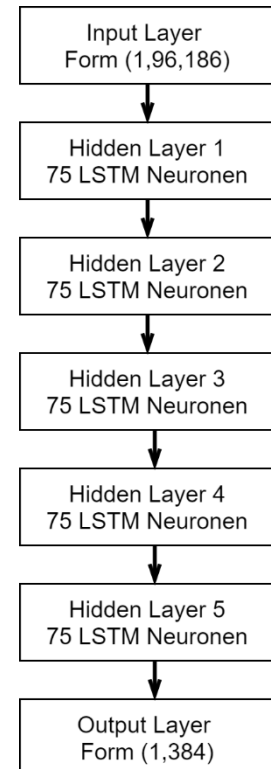 Input Layer
Form (1,96,186)
Hidden Layer 1
75 LSTM Neuronen
Hidden Layer 2
75 LSTM Neuronen
Hidden Layer 3
75 LSTM Neuronen
Hidden Layer 4
75 LSTM Neuronen
Hidden Layer 5
75 LSTM Neuronen
Output Layer
Form (1,384)